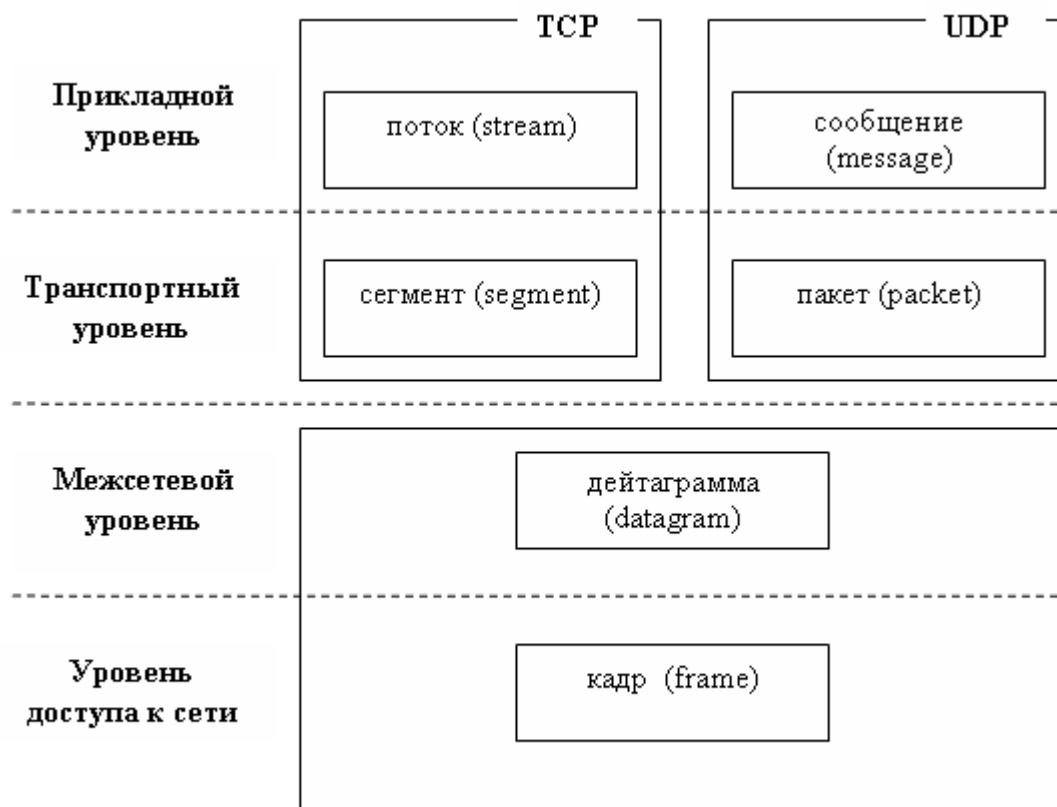 TCP
UDP
Прикладной
уровень
поток (stream)
сообщение
(message)
Транспортный
уровень
сегмент (segment)
пакет (packet)
Межсетевой
уровень
дейтаграмма
(datagram)
Уровень
доступа к сети
кадр (frame)